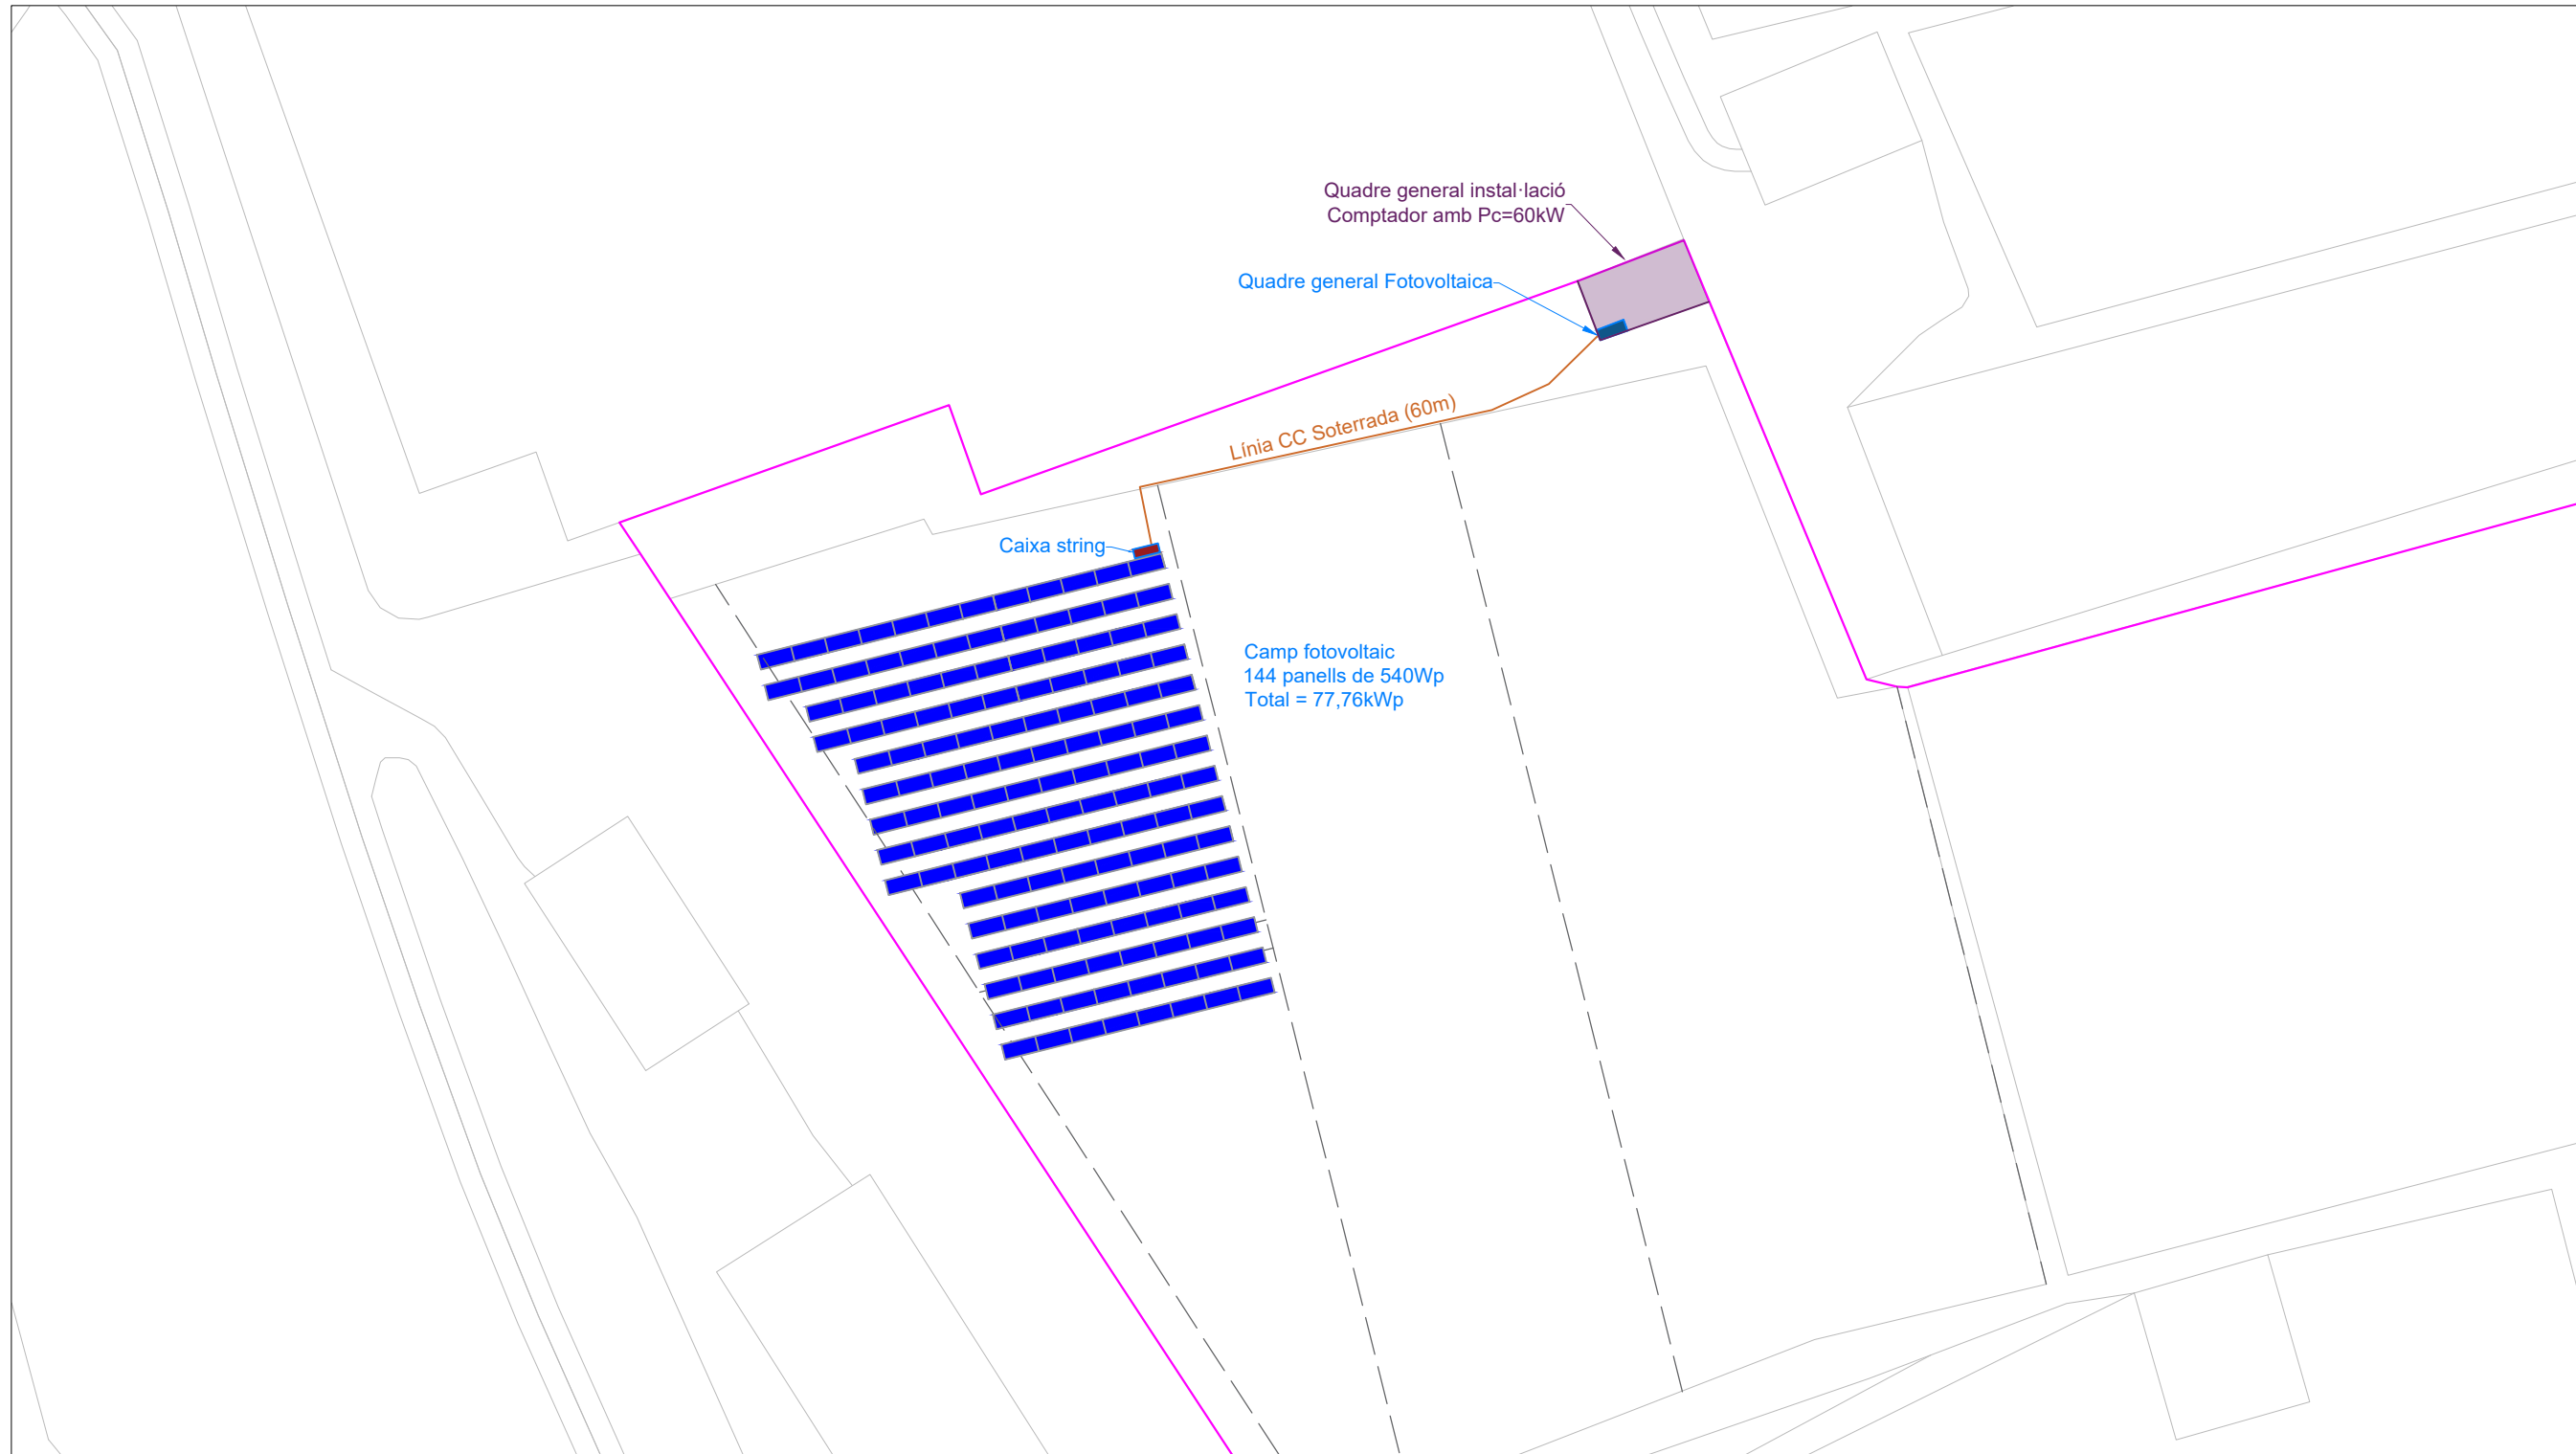 Quadre general instal·lació
Comptador amb Pc=60kW
Quadre general Fotovoltaica
Línia CC Soterrada (60m)
Caixa string
Camp fotovoltaic
144 panells de 540Wp
Total = 77,76kWp